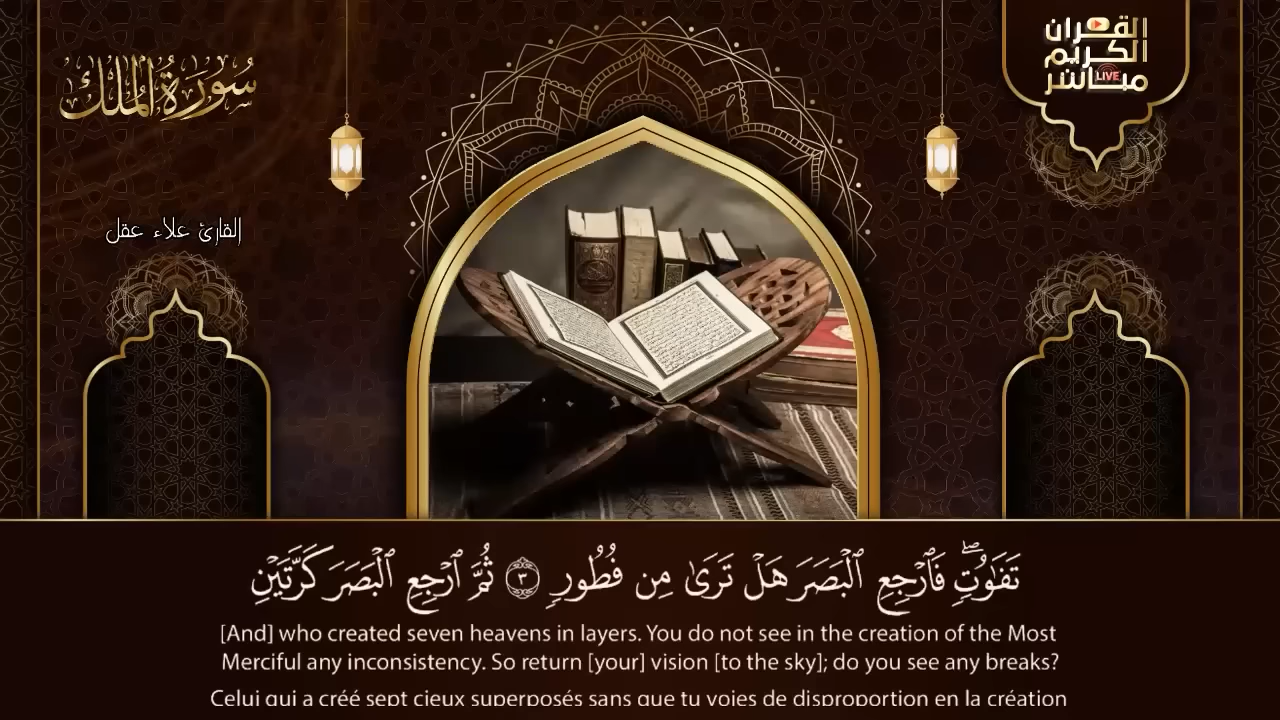 سُورَةُ الْمُلْك
القرآن
الكريم
مباشر
LIVE
القارئ علاء عقل
تَفَٰوُتٍۖ فَٱرْجِعِ ٱلْبَصَرَ هَلْ تَرَىٰ مِن فُطُورٍ ٣ ثُمَّ ٱرْجِعِ ٱلْبَصَرَ كَرَّتَيْنِ
[And] who created seven heavens in layers. You do not see in the creation of the Most
Merciful any inconsistency. So return [your] vision [to the sky]; do you see any breaks?
Celui qui a créé sept cieux superposés sans que tu voies de disproportion en la création